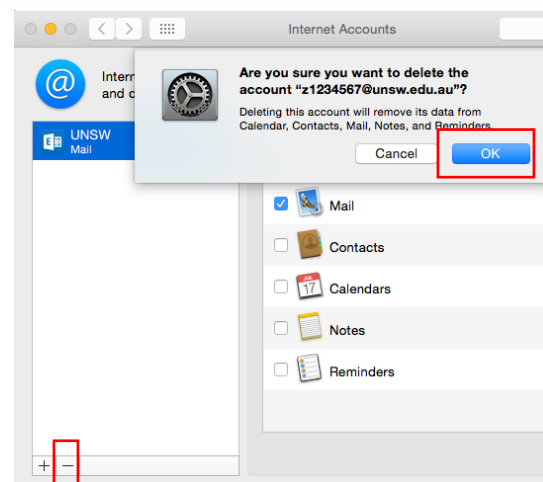 Internet Accounts
Intern
and c
Are you sure you want to delete the
account “z1234567@unsw.edu.au”?
Deleting this account will remove its data from
Calendar, Contacts, Mail, Notes, and Reminders.
Cancel
OK
UNSW
Mail
Mail
Contacts
JUL
17
Calendars
Notes
Reminders